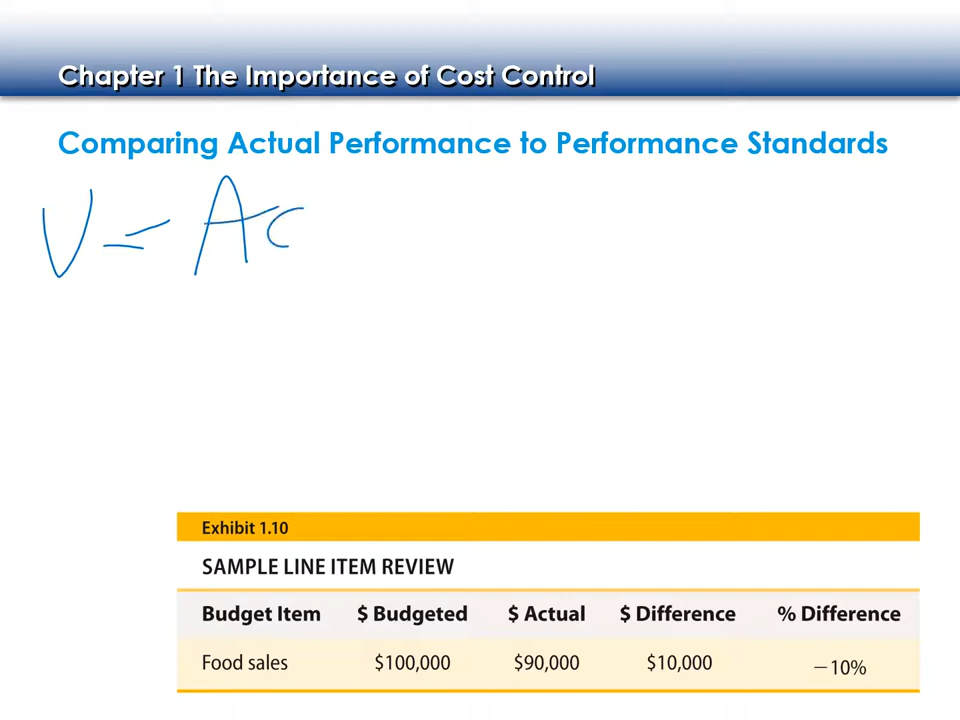 Chapter 1 The Importance of Cost Control
Comparing Actual Performance to Performance Standards
V = Ac
Exhibit 1.10
SAMPLE LINE ITEM REVIEW
Budget Item $ Budgeted $ Actual $ Difference % Difference
Food sales $100,000 $90,000 $10,000 −10%